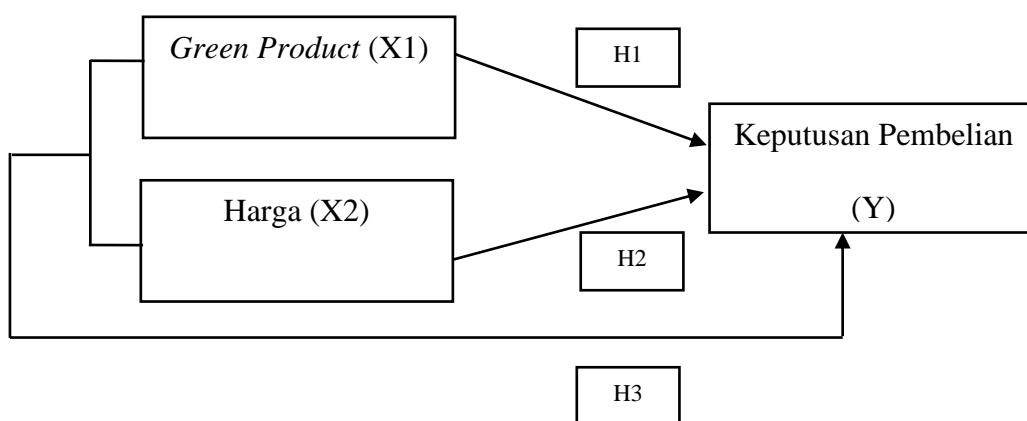 Green Product (X1)
H1
Keputusan Pembelian
(Y)
Harga (X2)
H2
H3